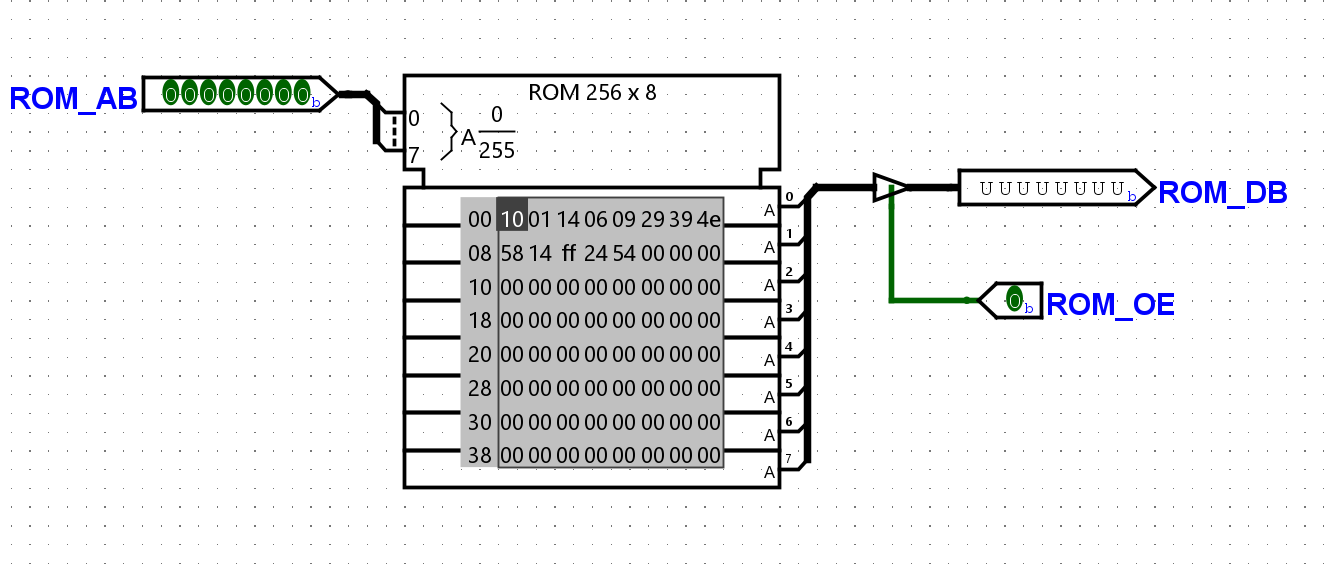 ROM_AB
00000000b
ROM 256 x 8
0
7
A
0
255
00 10 01 14 06 09 29 39 4e
08 58 14 ff 24 54 00 00 00
10 00 00 00 00 00 00 00 00
18 00 00 00 00 00 00 00 00
20 00 00 00 00 00 00 00 00
28 00 00 00 00 00 00 00 00
30 00 00 00 00 00 00 00 00
38 00 00 00 00 00 00 00 00
A 0
A 1
A 2
A 3
A 4
A 5
A 6
A 7
UUUUUUUUb
ROM_DB
0b
ROM_OE